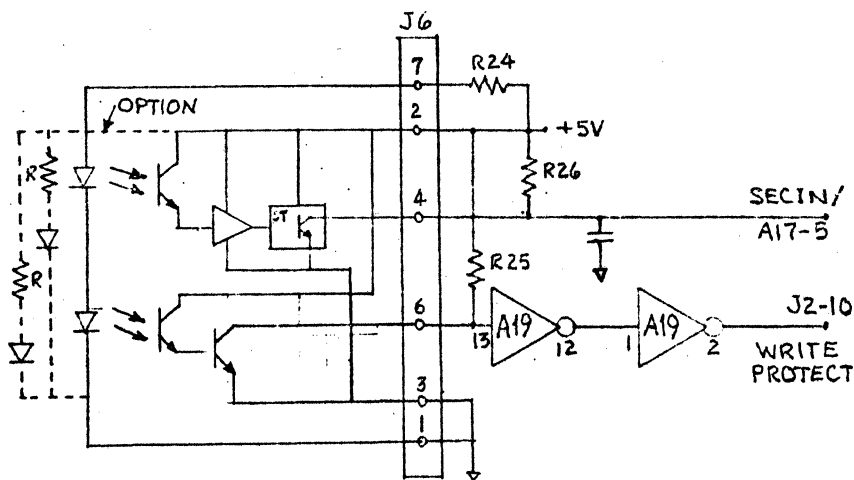 J6
7
R24
OPTION
2
+5V
R
R26
4
SECIN/
ST
A17-5
R
R25
6
J2-10
A19
A19
13
12
1
2
WRITE
PROTECT
3
1